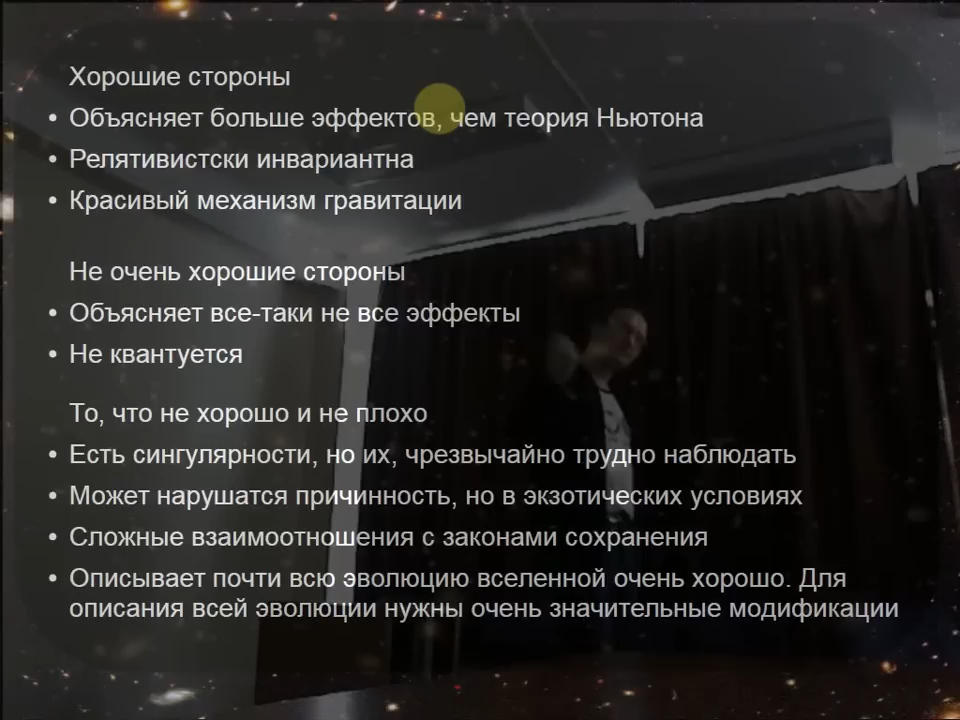 Хорошие стороны
• Объясняет больше эффектов, чем теория Ньютона
• Релятивистски инвариантна
• Красивый механизм гравитации
Не очень хорошие стороны
• Объясняет все-таки не все эффекты
• Не квантуется
То, что не хорошо и не плохо
• Есть сингулярности, но их, чрезвычайно трудно наблюдать
• Может нарушатся причинность, но в экзотических условиях
• Сложные взаимоотношения с законами сохранения
• Описывает почти всю эволюцию вселенной очень хорошо. Для
описания всей эволюции нужны очень значительные модификации